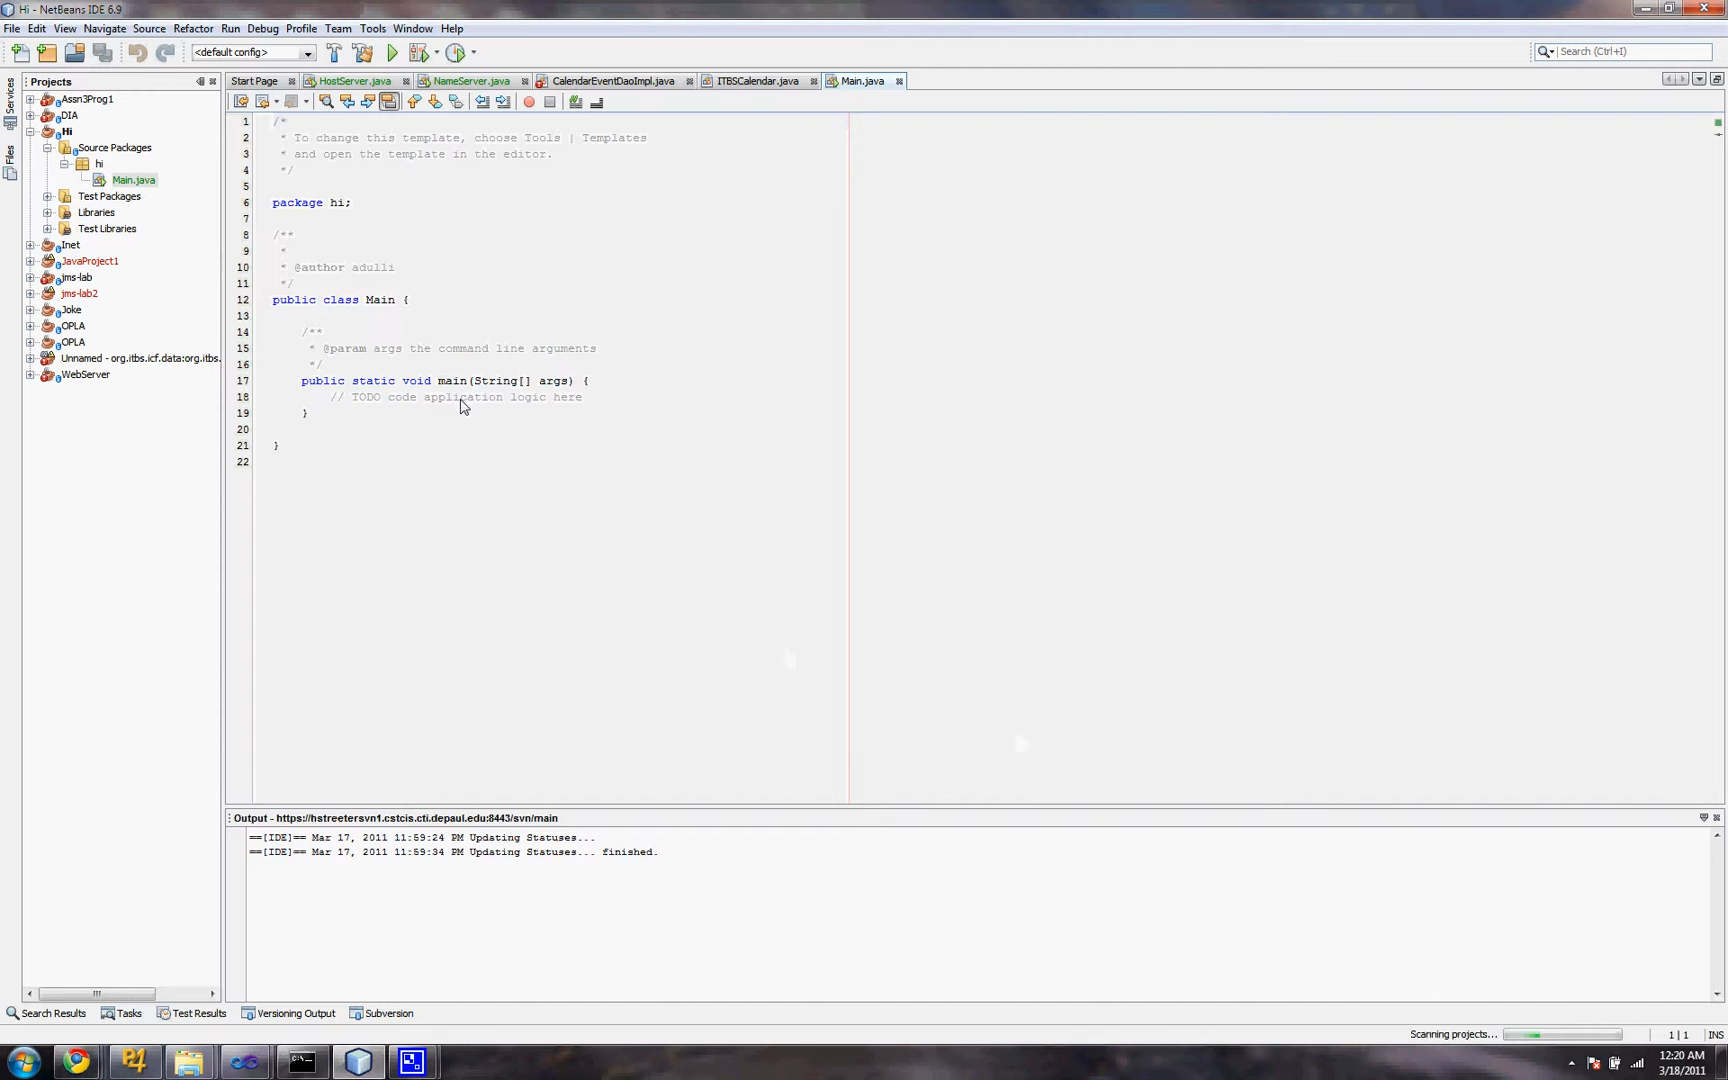 Hi - NetBeans IDE 6.9
File Edit View Navigate Source Refactor Run Debug Profile Team Tools Window Help
<default config>
Search (Ctrl+I)
Services
Files
Projects
Assn3Prog1
DIA
Hi
Source Packages
hi
Main.java
Test Packages
Libraries
Test Libraries
Inet
JavaProject1
jms-lab
jms-lab2
Joke
OPLA
OPLA
Unnamed - org.itbs.icf.data:org.itbs.
WebServer
Start Page HostServer.java NameServer.java CalendarEventDaoImpl.java ITBSCalendar.java Main.java
1 /*
2 * To change this template, choose Tools | Templates
3 * and open the template in the editor.
4 */
5
6 package hi;
7
8 /**
9 *
10 * @author adulli
11 */
12 public class Main {
13
14 /**
15 * @param args the command line arguments
16 */
17 public static void main(String[] args) {
18 // TODO code application logic here
19 }
20
21 }
22
Output - https://hstreetersvn1.cstcis.cti.depaul.edu:8443/svn/main
==[IDE]== Mar 17, 2011 11:59:24 PM Updating Statuses...
==[IDE]== Mar 17, 2011 11:59:34 PM Updating Statuses... finished.
Search Results Tasks Test Results Versioning Output Subversion
Scanning projects... 1|1 INS
P4
C:\
12:20 AM
3/18/2011